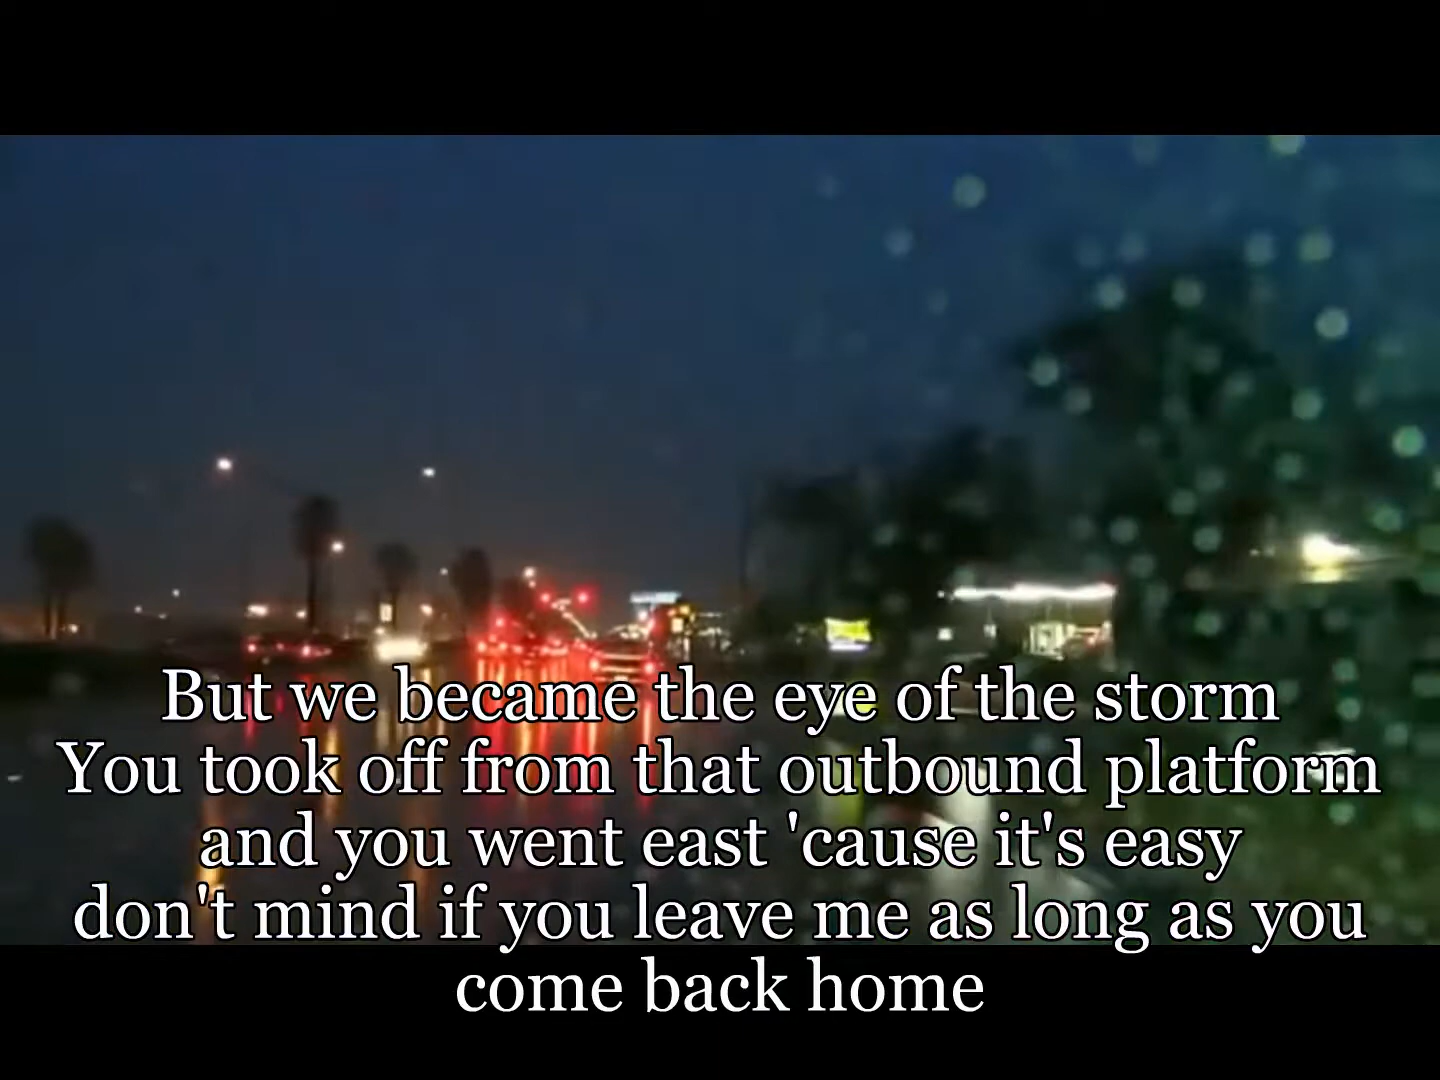 But we became the eye of the storm
You took off from that outbound platform
and you went east 'cause it's easy
don't mind if you leave me as long as you
come back home